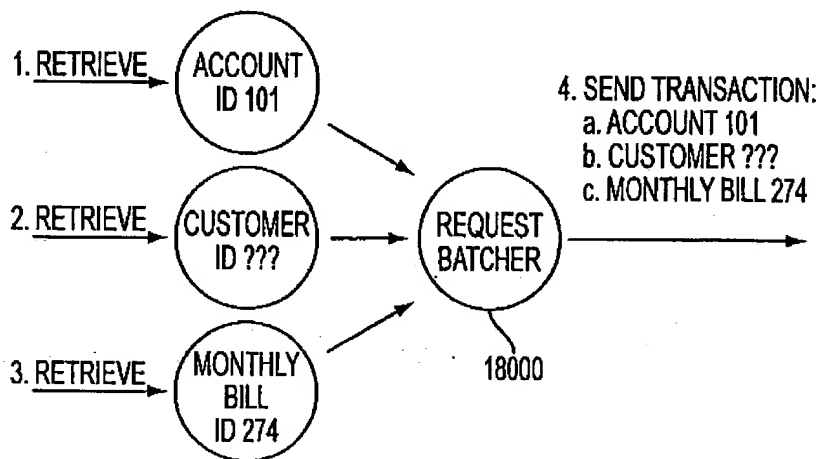 1. RETRIEVE
ACCOUNT
ID 101
2. RETRIEVE
CUSTOMER
ID ???
3. RETRIEVE
MONTHLY
BILL
ID 274
REQUEST
BATCHER
18000
4. SEND TRANSACTION:
a. ACCOUNT 101
b. CUSTOMER ???
c. MONTHLY BILL 274